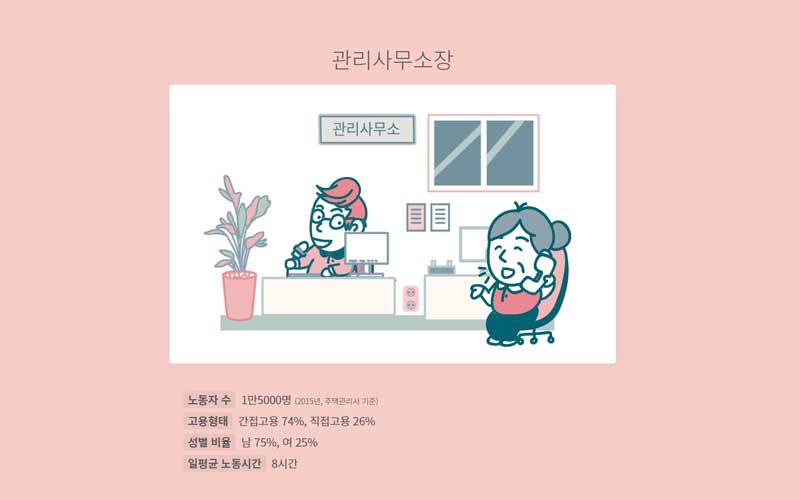 관리사무소장
관리사무소
노동자 수 1만5000명 (2015년, 주택관리사 기준)
고용형태 간접고용 74%, 직접고용 26%
성별 비율 남 75%, 여 25%
일평균 노동시간 8시간